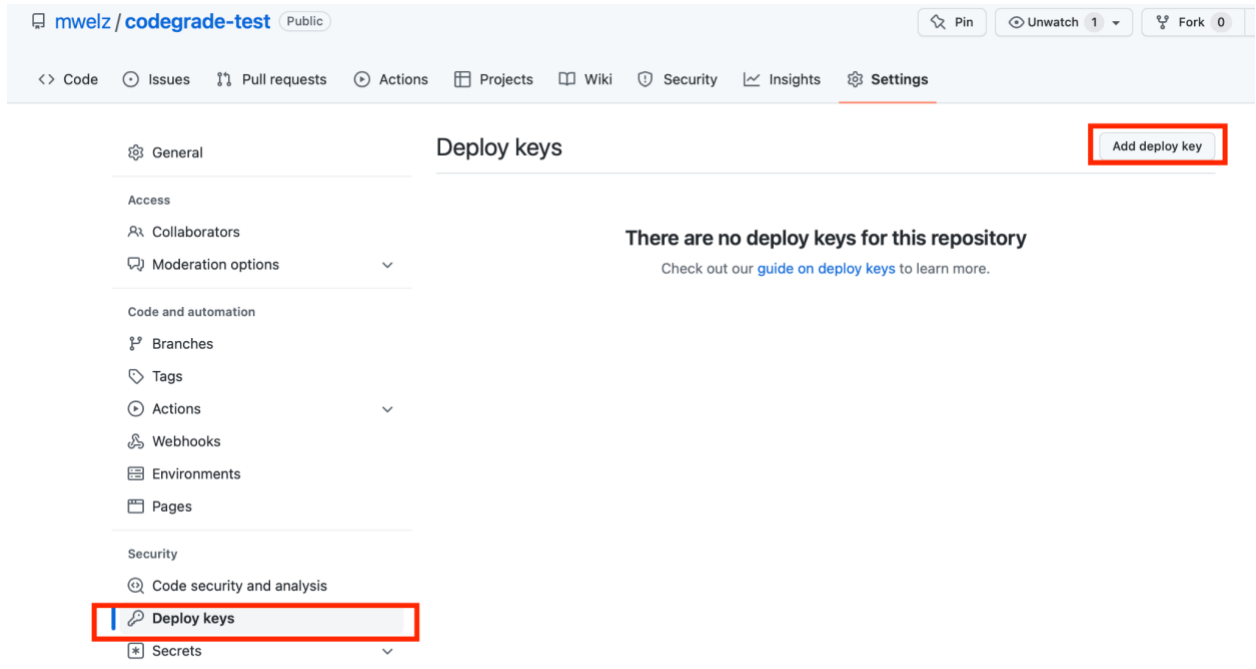 mwelz / codegrade-test Public Pin Unwatch 1 Fork 0
Code Issues Pull requests Actions Projects Wiki Security Insights Settings
General
Access
Collaborators
Moderation options
Code and automation
Branches
Tags
Actions
Webhooks
Environments
Pages
Security
Code security and analysis
Deploy keys
Secrets
Deploy keys Add deploy key
There are no deploy keys for this repository
Check out our guide on deploy keys to learn more.